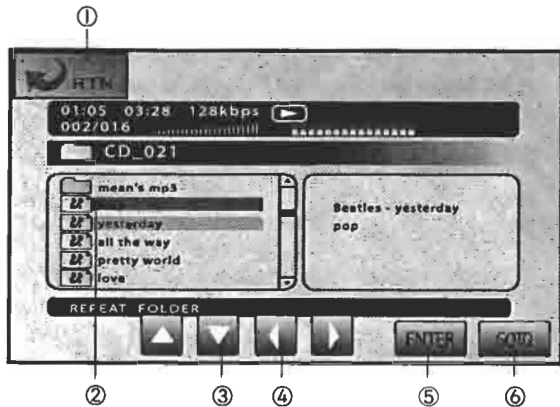 ①
RTN
01:05 03:28 128kbps
002/016
CD_021
mean's mp3
yesterday
all the way
pretty world
love
Beatles - yesterday
pop
REPEAT FOLDER
ENTER GOTO
② ③ ④ ⑤ ⑥